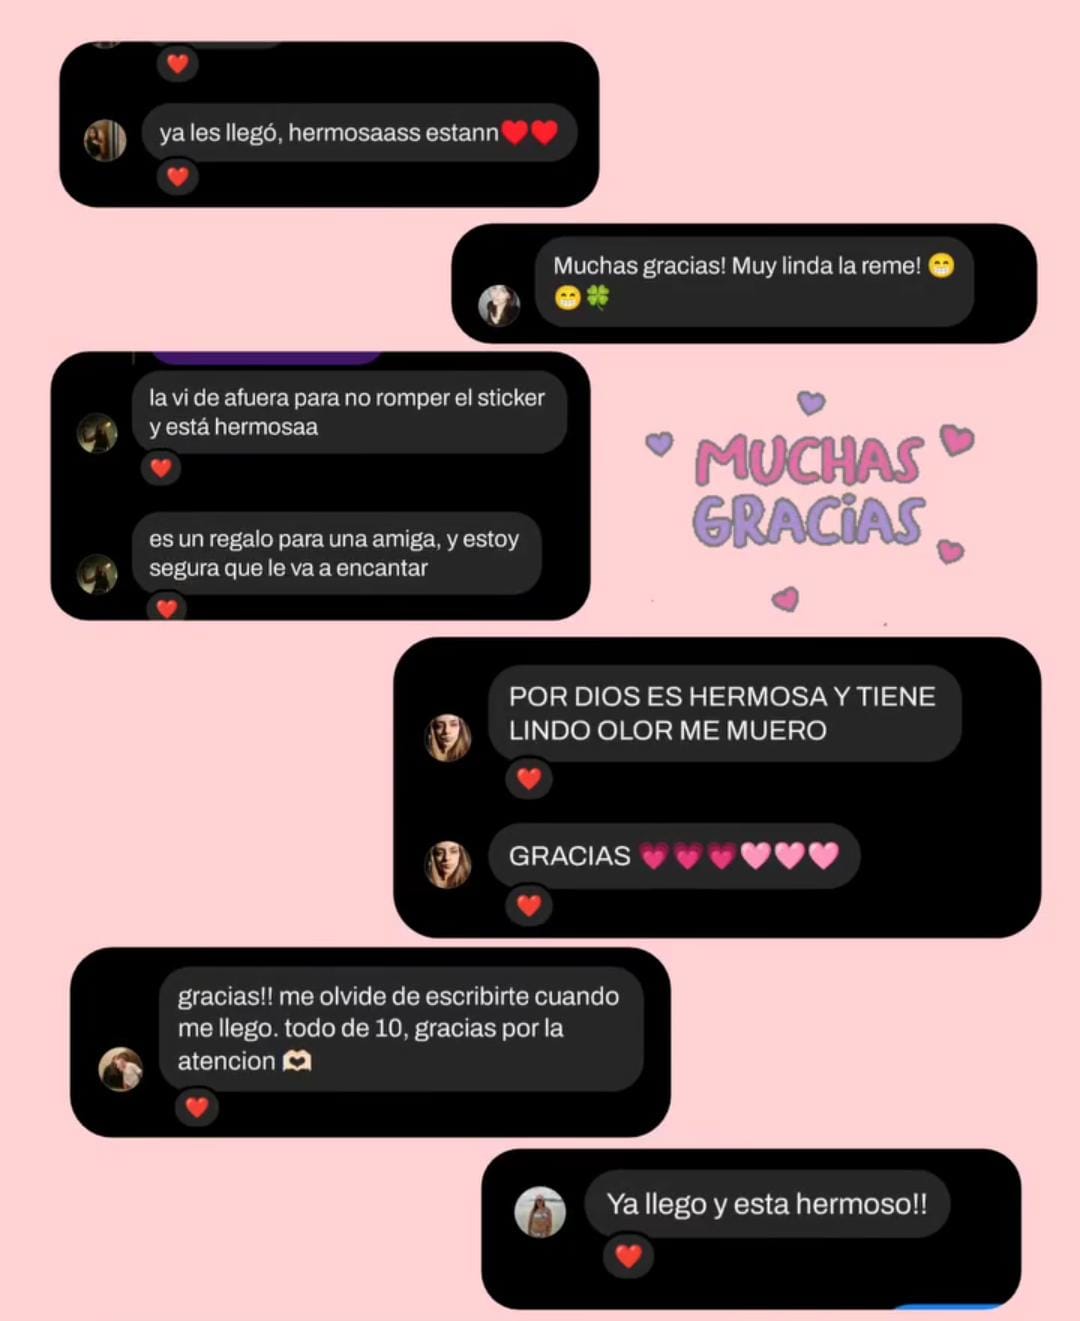 ya les llegó, hermosaass estann❤️❤️
Muchas gracias! Muy linda la reme! 😁
😁🍀
la vi de afuera para no romper el sticker
y está hermosaa
es un regalo para una amiga, y estoy
segura que le va a encantar
MUCHAS
GRACiAS
POR DIOS ES HERMOSA Y TIENE
LINDO OLOR ME MUERO
GRACIAS 💗💗💗🩷🩷🩷
gracias!! me olvide de escribirte cuando
me llego. todo de 10, gracias por la
atencion 🫶🏻
Ya llego y esta hermoso!!